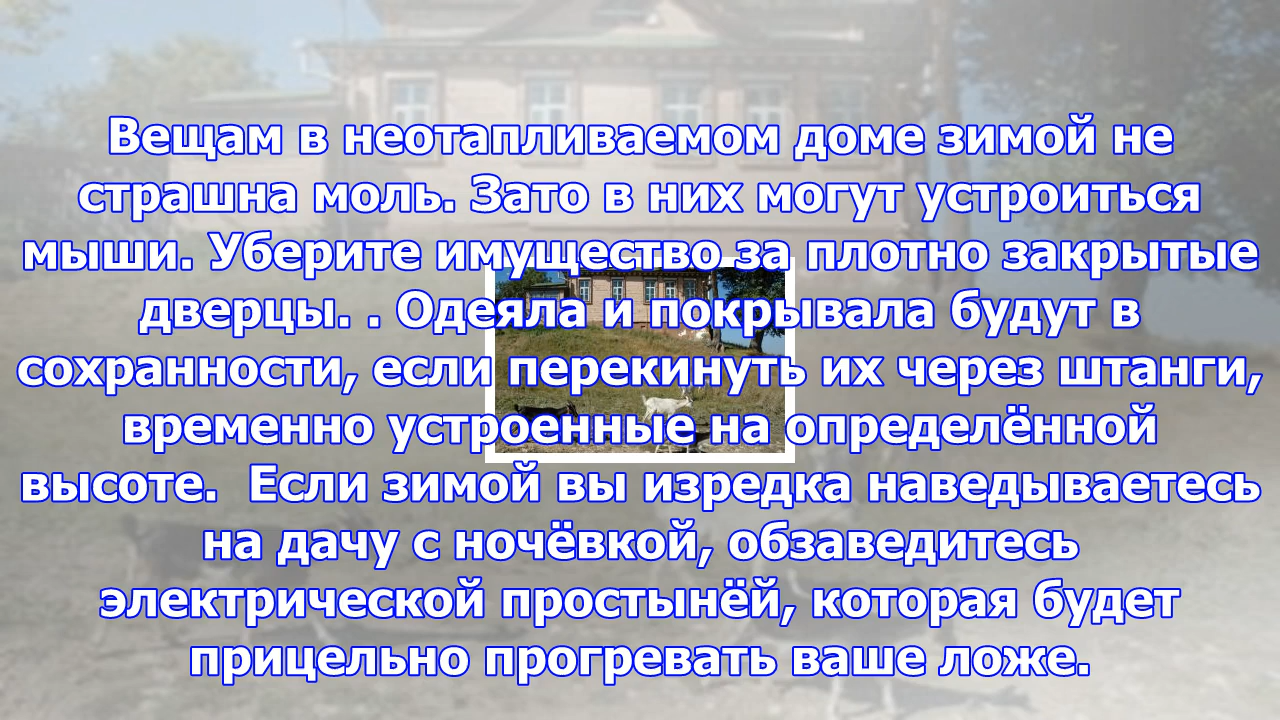 Вещам в неотапливаемом доме зимой не
страшна моль. Зато в них могут устроиться
мыши. Уберите имущество за плотно закрытые
дверцы. . Одеяла и покрывала будут в
сохранности, если перекинуть их через штанги,
временно устроенные на определённой
высоте.  Если зимой вы изредка наведываетесь
на дачу с ночёвкой, обзаведитесь
электрической простынёй, которая будет
прицельно прогревать ваше ложе.